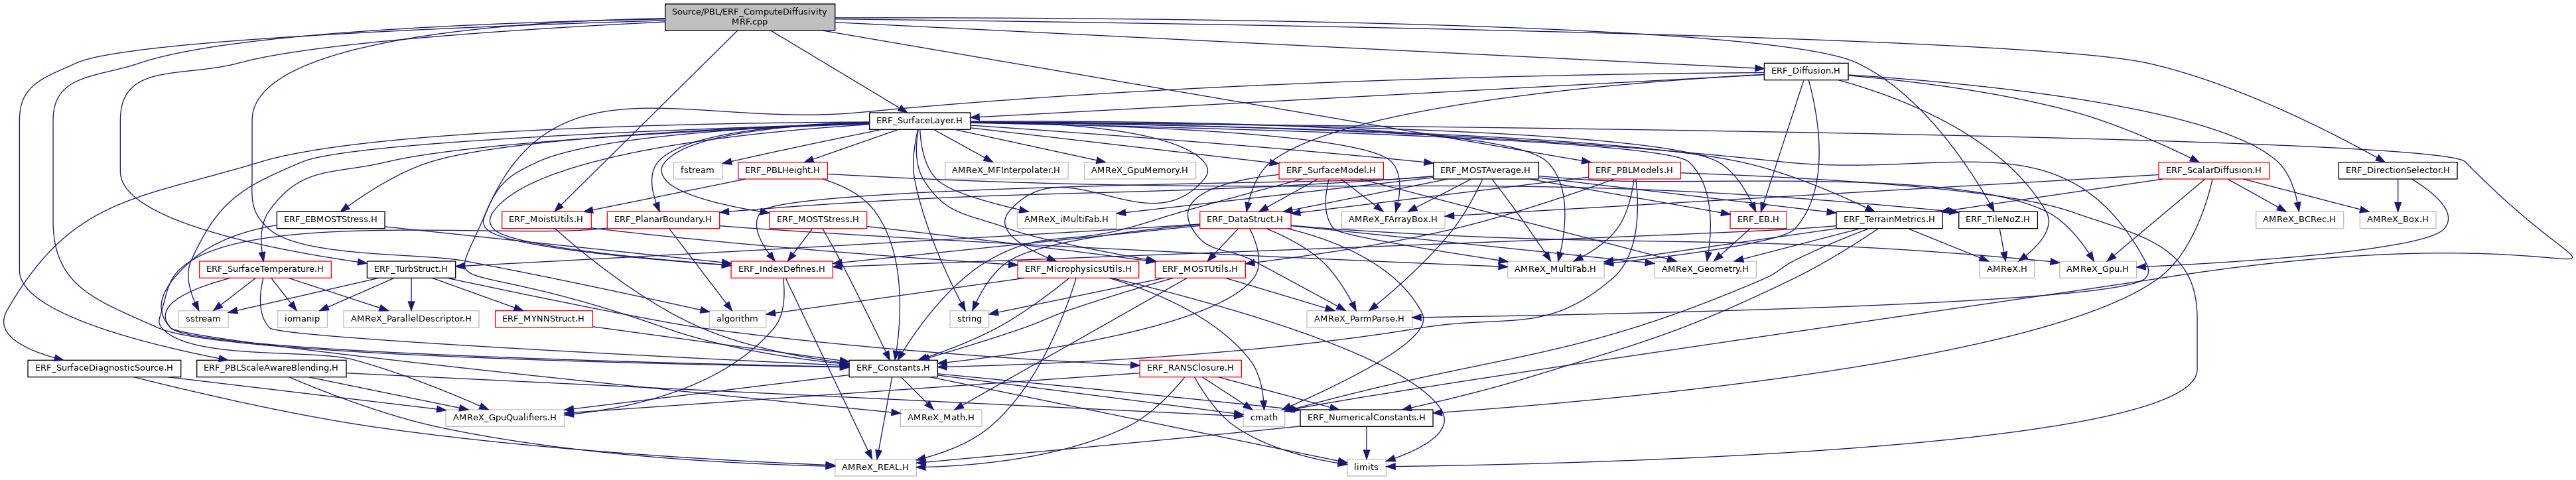 Source/PBL/ERF_ComputeDiffusivity
MRF.cpp
ERF_Diffusion.H
ERF_SurfaceLayer.H
fstream
ERF_PBLHeight.H
AMReX_MFInterpolater.H
AMReX_GpuMemory.H
ERF_SurfaceModel.H
ERF_MOSTAverage.H
ERF_PBLModels.H
ERF_ScalarDiffusion.H
ERF_DirectionSelector.H
ERF_EBMOSTStress.H
ERF_MoistUtils.H
ERF_PlanarBoundary.H
ERF_MOSTStress.H
AMReX_iMultiFab.H
ERF_DataStruct.H
AMReX_FArrayBox.H
ERF_EB.H
ERF_TerrainMetrics.H
ERF_TileNoZ.H
AMReX_BCRec.H
AMReX_Box.H
ERF_SurfaceTemperature.H
ERF_TurbStruct.H
ERF_IndexDefines.H
ERF_MicrophysicsUtils.H
ERF_MOSTUtils.H
AMReX_MultiFab.H
AMReX_Geometry.H
AMReX.H
AMReX_Gpu.H
sstream
iomanip
AMReX_ParallelDescriptor.H
ERF_MYNNStruct.H
algorithm
string
AMReX_ParmParse.H
ERF_SurfaceDiagnosticSource.H
ERF_PBLScaleAwareBlending.H
ERF_Constants.H
ERF_RANSClosure.H
AMReX_GpuQualifiers.H
AMReX_Math.H
cmath
ERF_NumericalConstants.H
AMReX_REAL.H
limits